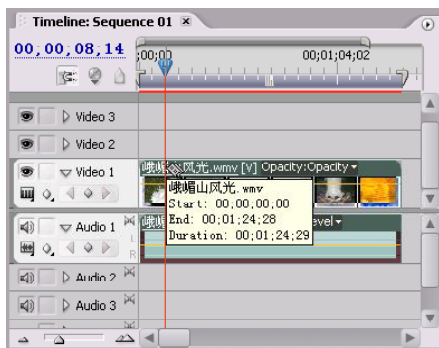 Timeline: Sequence 01
00;00;08,14
;00;00
00;01;04;02
Video 3
Video 2
Video 1
峨嵋山风光.wmv [V] Opacity:Opacity
峨嵋山风光.wmv
Start: 00;00;00,00
End: 00;01;24;28
Duration: 00;01;24;29
Audio 1
L
R
Audio 2
Audio 3